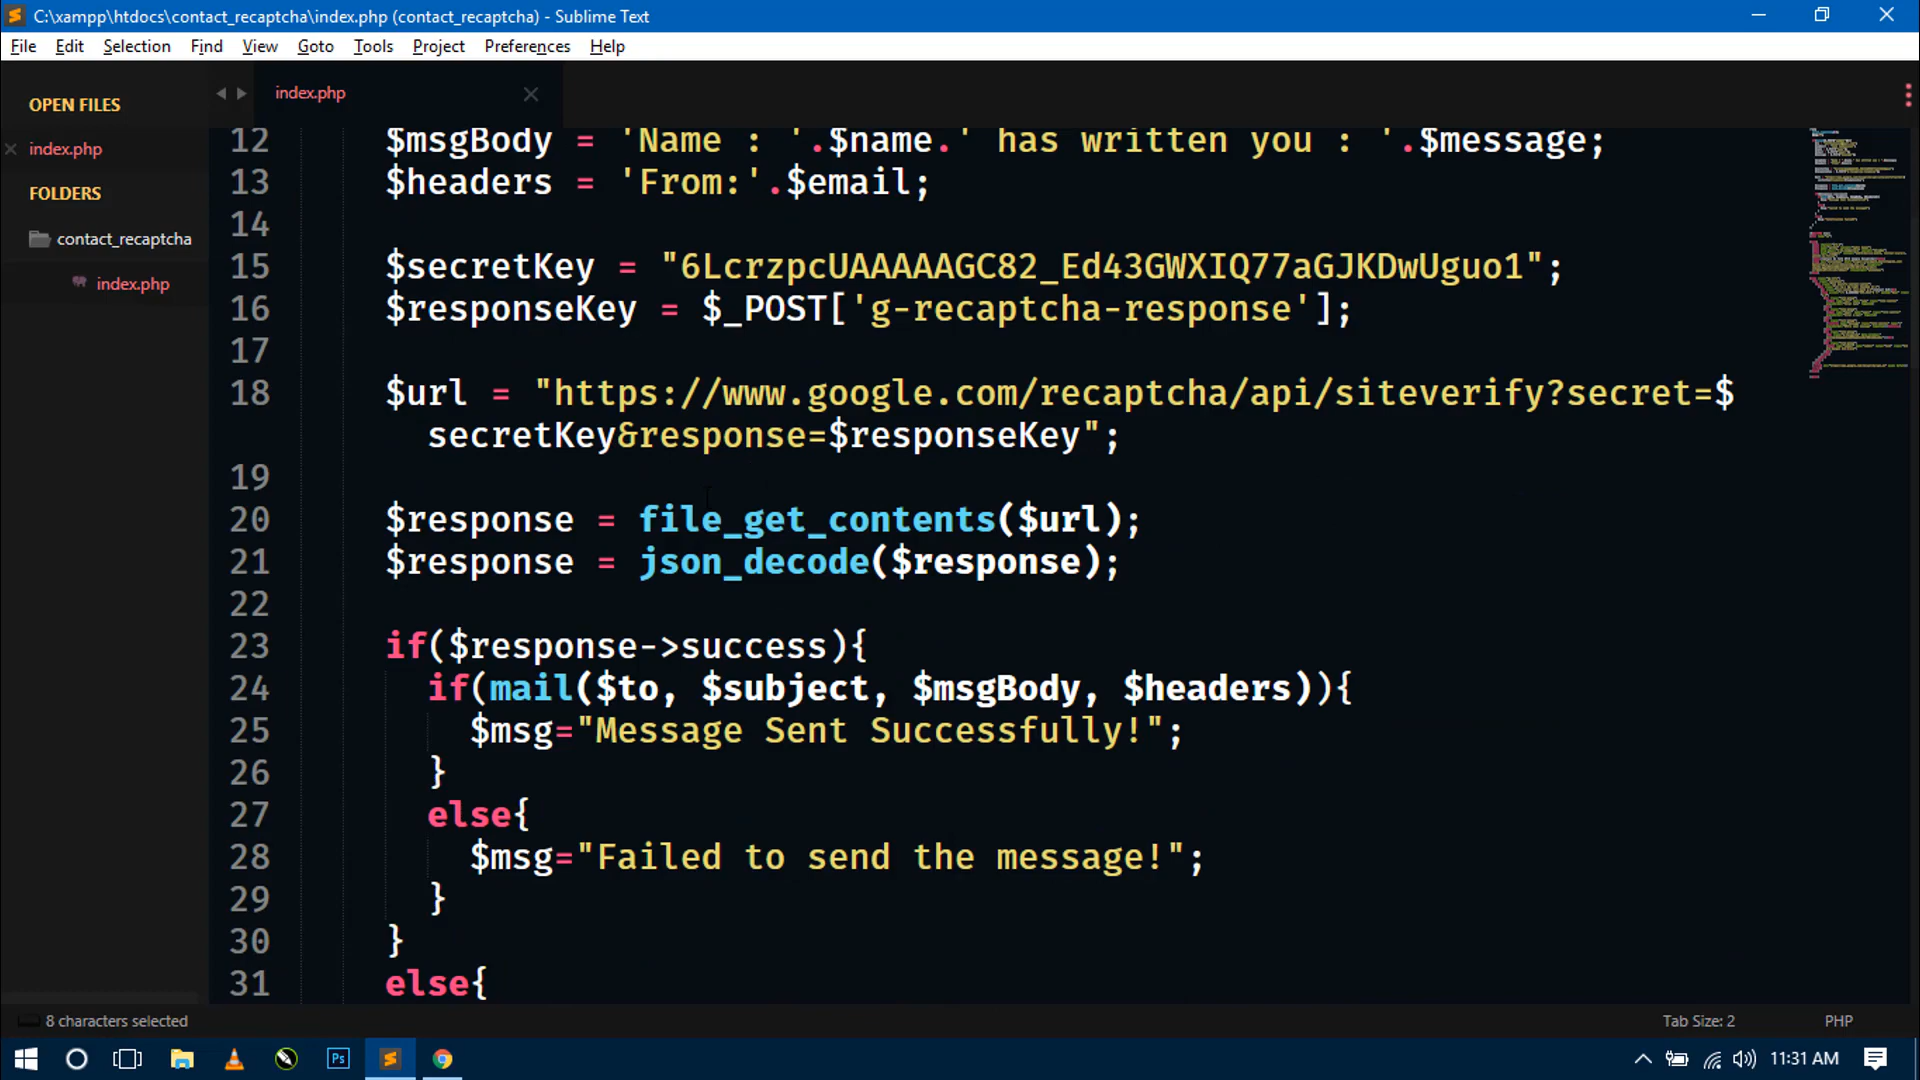 C:\xampp\htdocs\contact_recaptcha\index.php (contact_recaptcha) - Sublime Text
File Edit Selection Find View Goto Tools Project Preferences Help
OPEN FILES
index.php
FOLDERS
contact_recaptcha
index.php
index.php
12 $msgBody = 'Name : '.$name.' has written you : '.$message;
13 $headers = 'From:'.$email;
14
15 $secretKey = "6LcrzpcUAAAAAGC82_Ed43GWXIQ77aGJKDwUguo1";
16 $responseKey = $_POST['g-recaptcha-response'];
17
18 $url = "https://www.google.com/recaptcha/api/siteverify?secret=$
secretKey&response=$responseKey";
19
20 $response = file_get_contents($url);
21 $response = json_decode($response);
22
23 if($response->success){
24 if(mail($to, $subject, $msgBody, $headers)){
25 $msg="Message Sent Successfully!";
26 }
27 else{
28 $msg="Failed to send the message!";
29 }
30 }
31 else{
8 characters selected
Tab Size: 2
PHP
Ps
11:31 AM